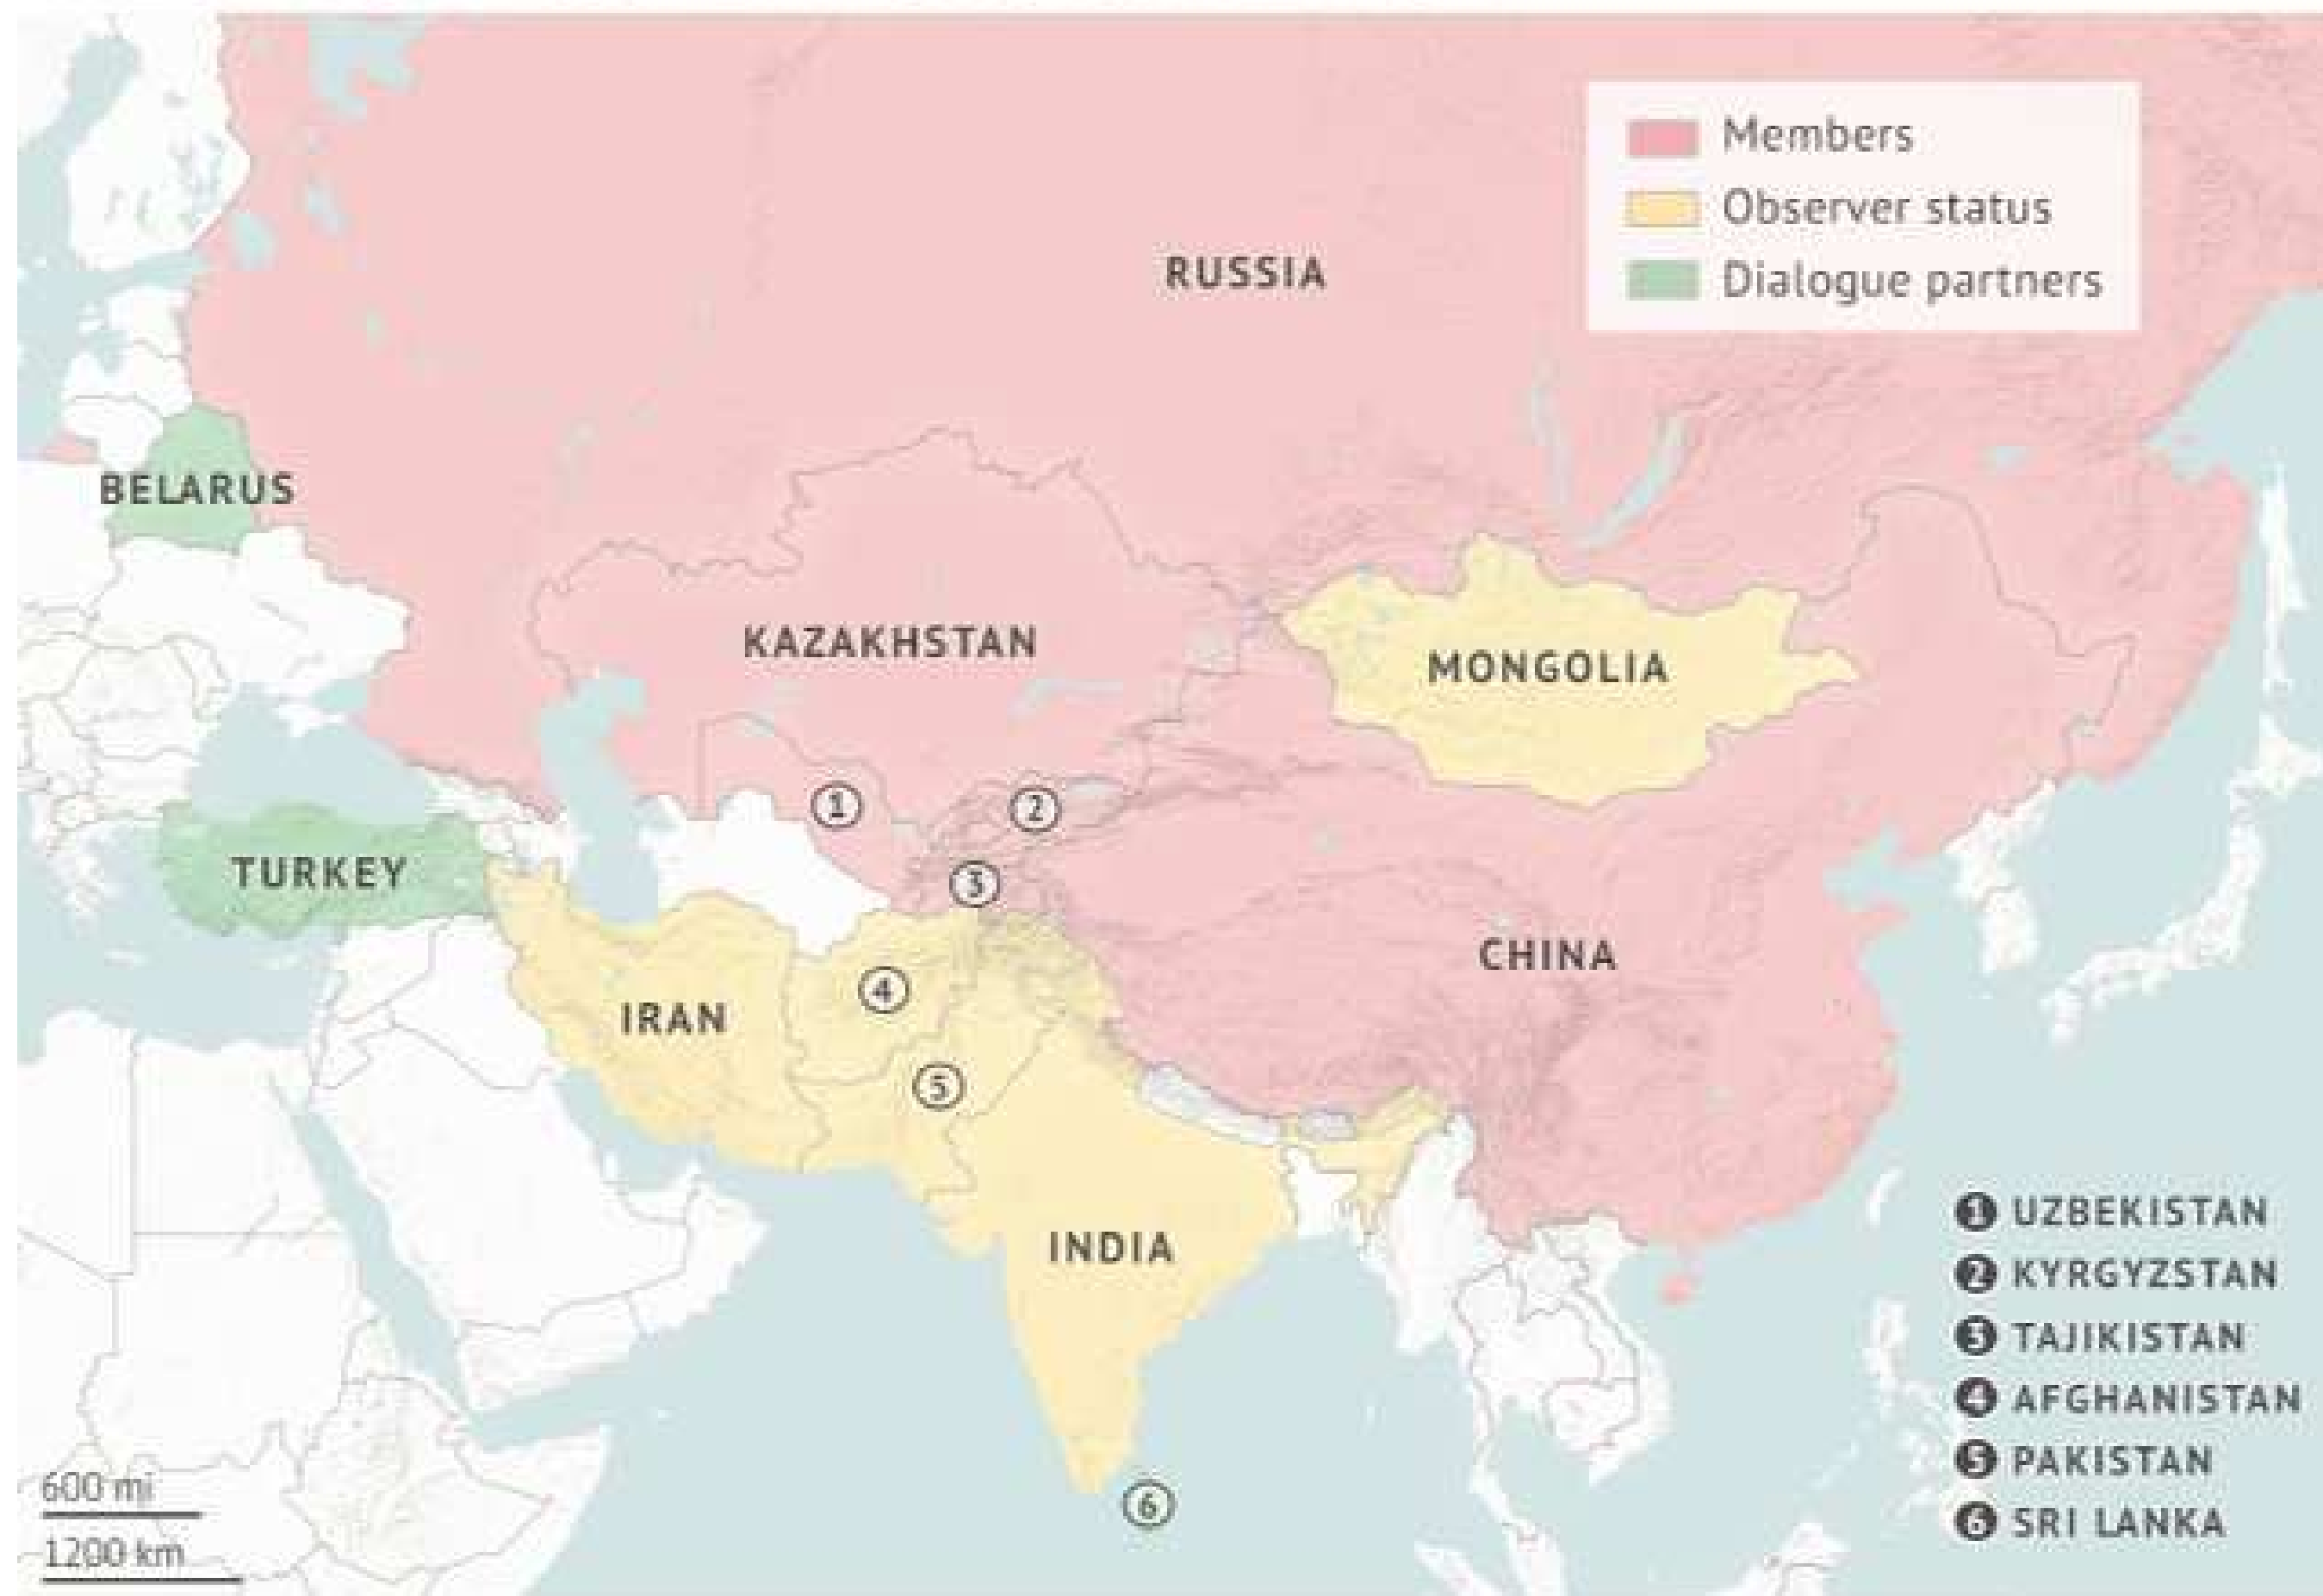 Members
Observer status
Dialogue partners
RUSSIA
BELARUS
KAZAKHSTAN
MONGOLIA
1
2
TURKEY
3
CHINA
4
IRAN
5
INDIA
6
1 UZBEKISTAN
2 KYRGYZSTAN
3 TAJIKISTAN
4 AFGHANISTAN
5 PAKISTAN
6 SRI LANKA
600 mi
1200 km